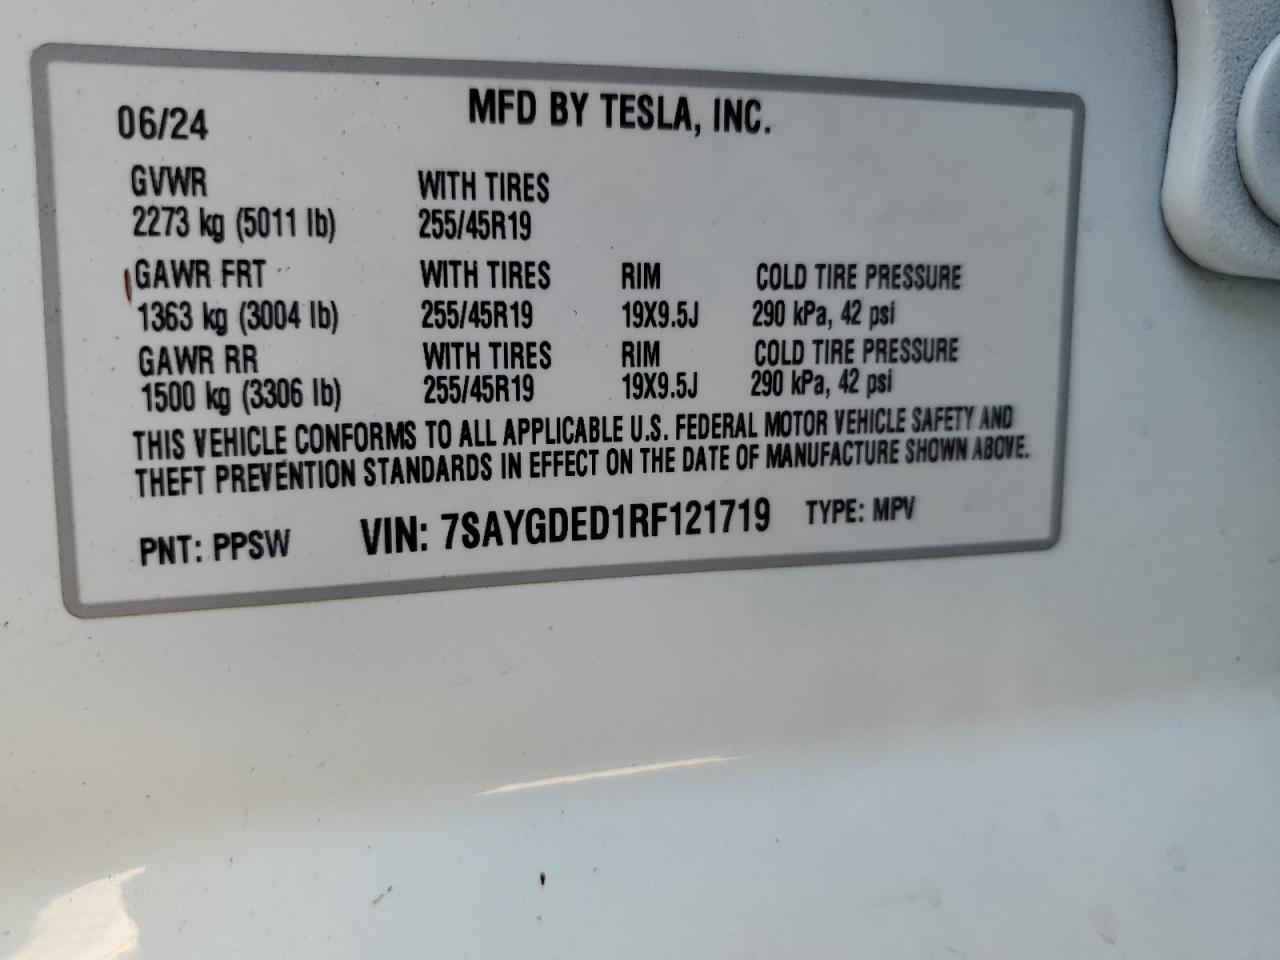 06/24 MFD BY TESLA, INC.
GVWR WITH TIRES
2273 kg (5011 lb) 255/45R19
GAWR FRT WITH TIRES RIM COLD TIRE PRESSURE
1363 kg (3004 lb) 255/45R19 19X9.5J 290 kPa, 42 psi
GAWR RR WITH TIRES RIM COLD TIRE PRESSURE
1500 kg (3306 lb) 255/45R19 19X9.5J 290 kPa, 42 psi
THIS VEHICLE CONFORMS TO ALL APPLICABLE U.S. FEDERAL MOTOR VEHICLE SAFETY AND
THEFT PREVENTION STANDARDS IN EFFECT ON THE DATE OF MANUFACTURE SHOWN ABOVE.
PNT: PPSW VIN: 7SAYGDED1RF121719 TYPE: MPV